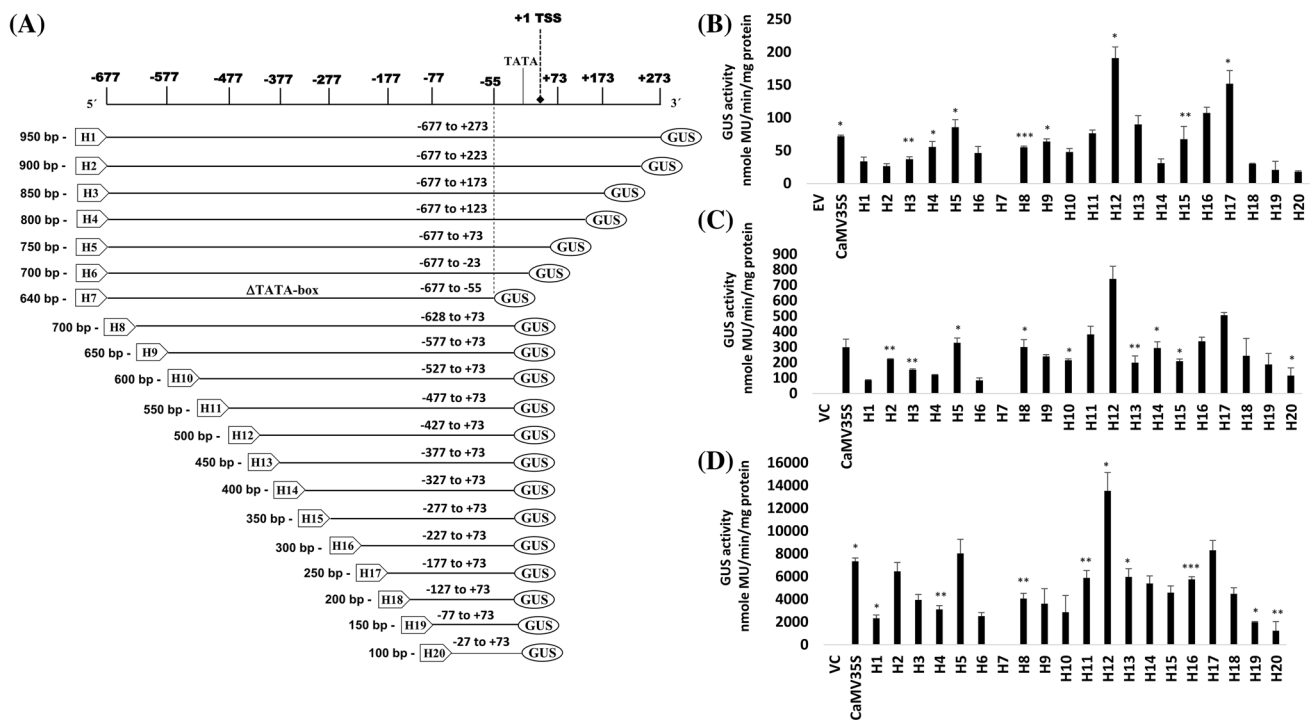 (A)
+1 TSS
TATA
-677 -577 -477 -377 -277 -177 -77 -55 +73 +173 +273
5´ 3´
950 bp - H1 -677 to +273 GUS
900 bp - H2 -677 to +223 GUS
850 bp - H3 -677 to +173 GUS
800 bp - H4 -677 to +123 GUS
750 bp - H5 -677 to +73 GUS
700 bp - H6 -677 to -23 GUS
640 bp - H7 ΔTATA-box -677 to -55 GUS
700 bp - H8 -628 to +73 GUS
650 bp - H9 -577 to +73 GUS
600 bp - H10 -527 to +73 GUS
550 bp - H11 -477 to +73 GUS
500 bp - H12 -427 to +73 GUS
450 bp - H13 -377 to +73 GUS
400 bp - H14 -327 to +73 GUS
350 bp - H15 -277 to +73 GUS
300 bp - H16 -227 to +73 GUS
250 bp - H17 -177 to +73 GUS
200 bp - H18 -127 to +73 GUS
150 bp - H19 -77 to +73 GUS
100 bp - H20 -27 to +73 GUS
(B)
GUS activity
nmole MU/min/mg protein
250
200
150
100
50
0
* ** * * *** * * ** *
EV CaMV35S H1 H2 H3 H4 H5 H6 H7 H8 H9 H10 H11 H12 H13 H14 H15 H16 H17 H18 H19 H20
(C)
GUS activity
nmole MU/min/mg protein
900
800
700
600
500
400
300
200
100
0
** ** * * * ** * * *
VC CaMV35S H1 H2 H3 H4 H5 H6 H7 H8 H9 H10 H11 H12 H13 H14 H15 H16 H17 H18 H19 H20
(D)
GUS activity
nmole MU/min/mg protein
16000
14000
12000
10000
8000
6000
4000
2000
0
* * ** ** ** * * *** * **
VC CaMV35S H1 H2 H3 H4 H5 H6 H7 H8 H9 H10 H11 H12 H13 H14 H15 H16 H17 H18 H19 H20